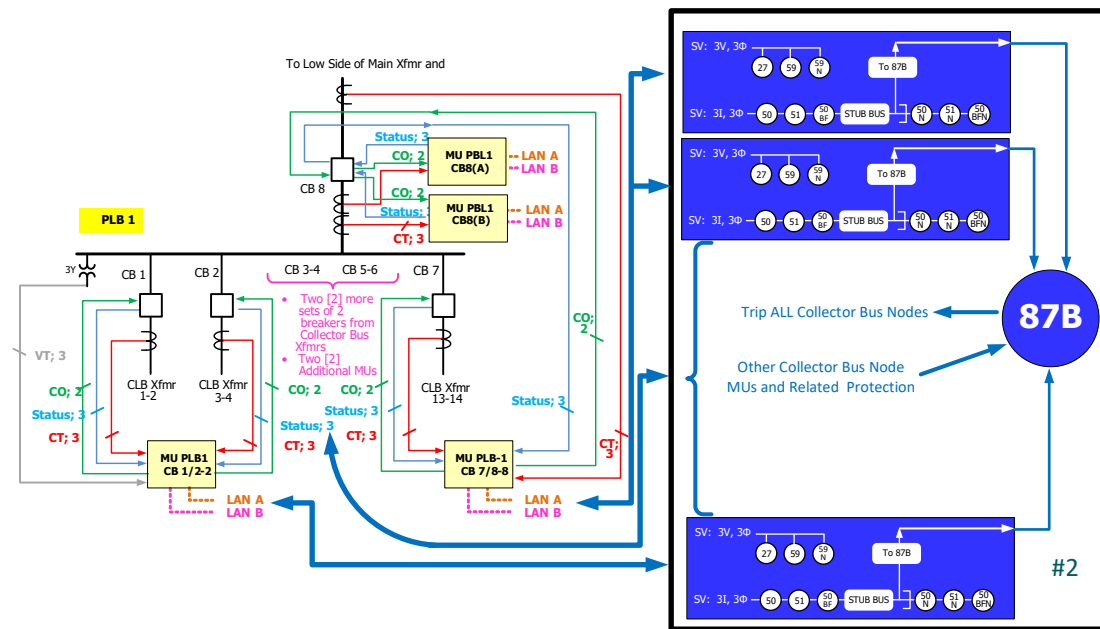 To Low Side of Main Xfmr and
PLB 1
CB 8
Status; 3
CO; 2
MU PBL1
CB8(A)
LAN A
LAN B
CO; 2
Status;
CT; 3
MU PBL1
CB8(B)
LAN A
LAN B
3Y
CB 1
CB 2
CB 3-4
CB 5-6
CB 7
• Two [2] more
sets of 2
breakers from
Collector Bus
Xfmrs
• Two [2]
Additional MUs
VT; 3
CLB Xfmr
1-2
CLB Xfmr
3-4
CLB Xfmr
13-14
CO; 2
Status; 3
CT; 3
CO; 2
Status; 3
CT; 3
CO; 2
Status; 3
CT; 3
CO;
2
Status; 3
CT;
3
MU PLB1
CB 1/2-2
LAN A
LAN B
MU PLB-1
CB 7/8-8
LAN A
LAN B
SV: 3V, 3Φ
27
59
59
N
To 87B
SV: 3I, 3Φ
50
51
50
BF
STUB BUS
50
N
51
N
50
BFN
SV: 3V, 3Φ
27
59
59
N
To 87B
SV: 3I, 3Φ
50
51
50
BF
STUB BUS
50
N
51
N
50
BFN
Trip ALL Collector Bus Nodes
87B
Other Collector Bus Node
MUs and Related Protection
SV: 3V, 3Φ
27
59
59
N
To 87B
SV: 3I, 3Φ
50
51
50
BF
STUB BUS
50
N
51
N
50
BFN
#2